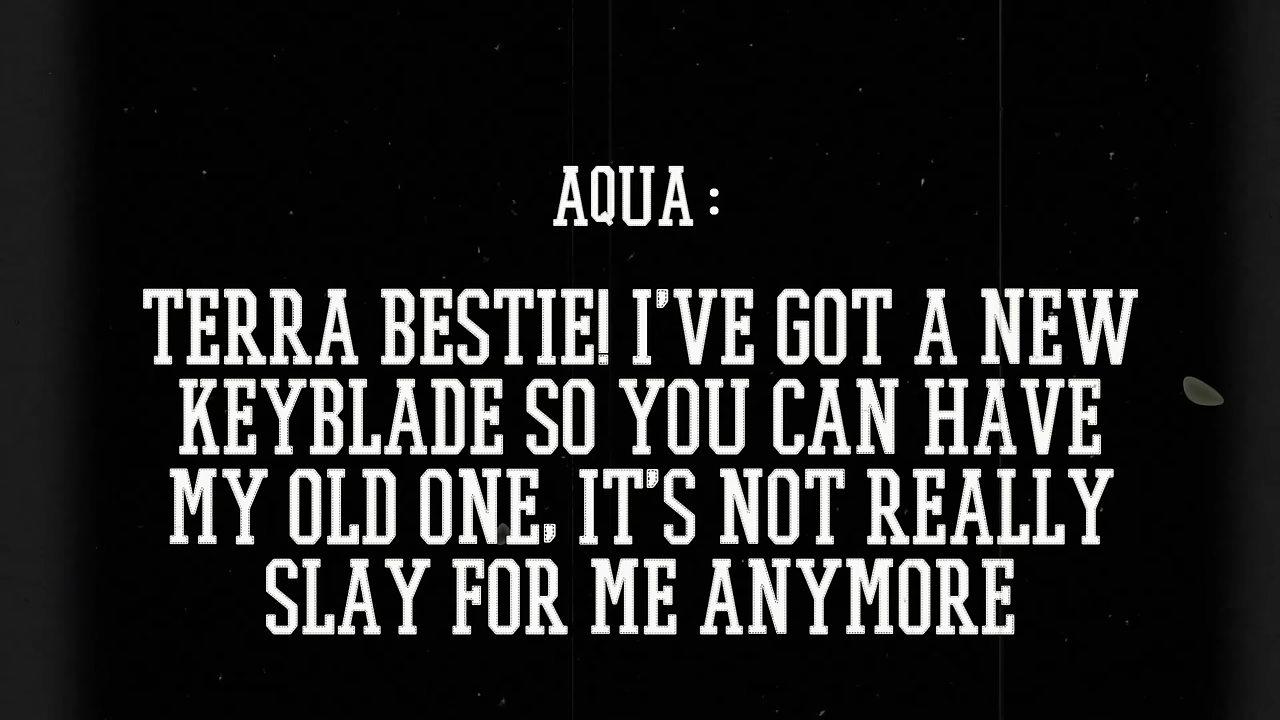 AQUA :
TERRA BESTIE! I'VE GOT A NEW
KEYBLADE SO YOU CAN HAVE
MY OLD ONE, IT'S NOT REALLY
SLAY FOR ME ANYMORE